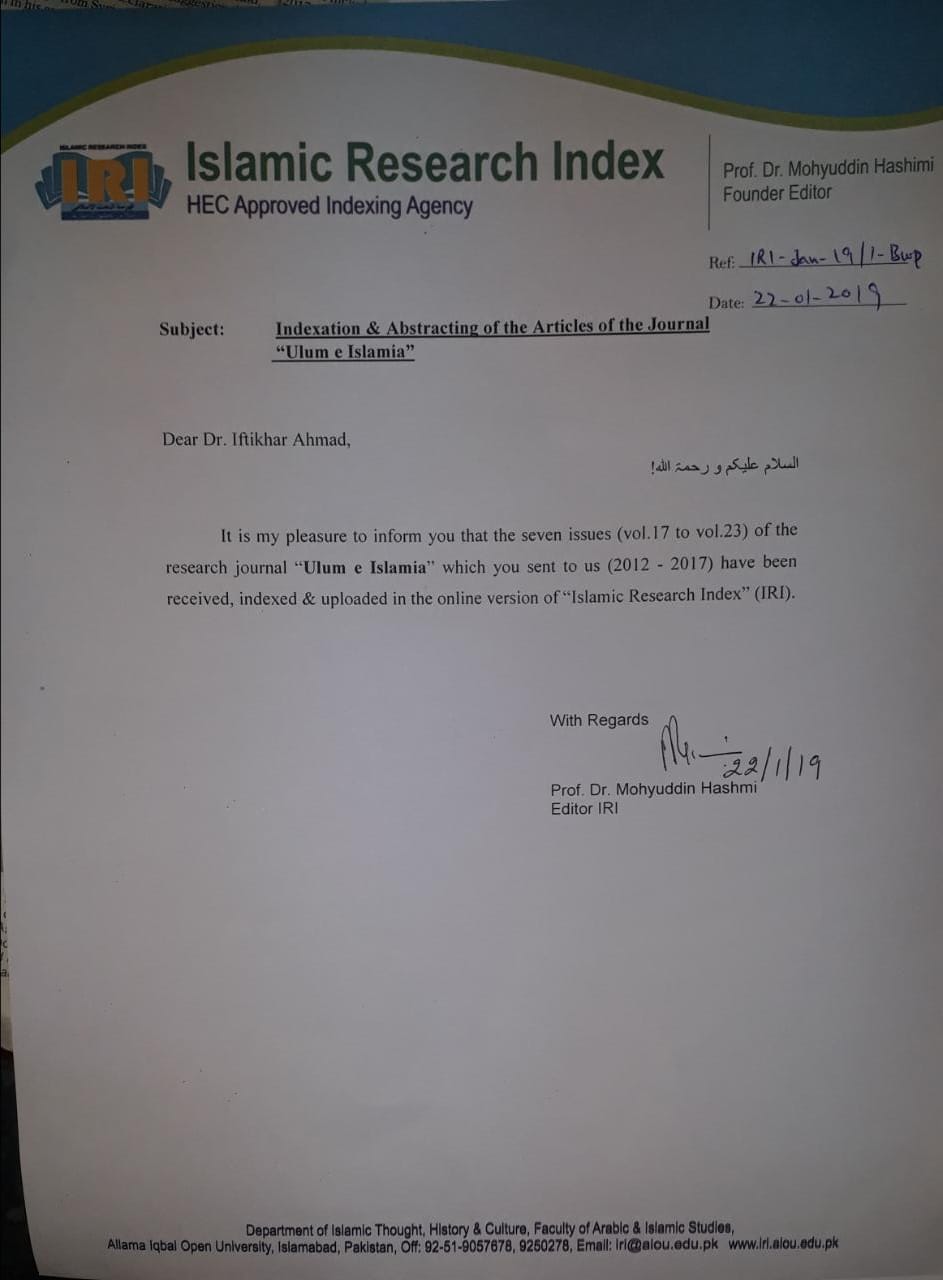 ISLAMIC RESEARCH INDEX
IRI
Islamic Research Index
HEC Approved Indexing Agency
Prof. Dr. Mohyuddin Hashimi
Founder Editor
Ref: IRI-Jan-19/1-Bwp
Date: 22-01-2019
Subject: Indexation & Abstracting of the Articles of the Journal
“Ulum e Islamia”
Dear Dr. Iftikhar Ahmad,
السلام علیکم و رحمۃ اللہ!
It is my pleasure to inform you that the seven issues (vol.17 to vol.23) of the
research journal “Ulum e Islamia” which you sent to us (2012 - 2017) have been
received, indexed & uploaded in the online version of “Islamic Research Index” (IRI).
With Regards
22/1/19
Prof. Dr. Mohyuddin Hashmi
Editor IRI
Department of Islamic Thought, History & Culture, Faculty of Arabic & Islamic Studies,
Allama Iqbal Open University, Islamabad, Pakistan, Off: 92-51-9057678, 9250278, Email: iri@aiou.edu.pk www.iri.aiou.edu.pk